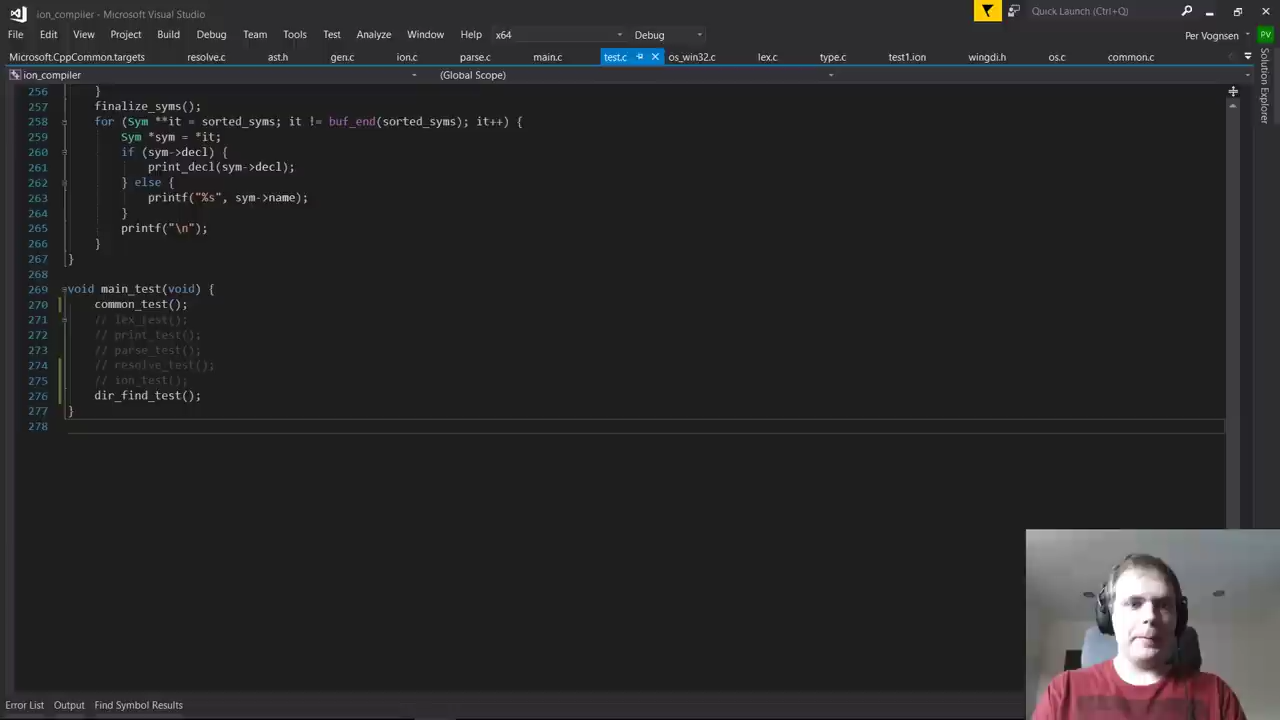 ion_compiler - Microsoft Visual Studio
Quick Launch (Ctrl+Q)
File Edit View Project Build Debug Team Tools Test Analyze Window Help x64 Debug
Per Vognsen PV
Microsoft.CppCommon.targets resolve.c ast.h gen.c ion.c parse.c main.c test.c os_win32.c lex.c type.c test1.ion wingdi.h os.c common.c
ion_compiler (Global Scope)
Solution Explorer
256 }
257 finalize_syms();
258 for (Sym **it = sorted_syms; it != buf_end(sorted_syms); it++) {
259 Sym *sym = *it;
260 if (sym->decl) {
261 print_decl(sym->decl);
262 } else {
263 printf("%s", sym->name);
264 }
265 printf("\n");
266 }
267 }
268
269 void main_test(void) {
270 common_test();
271 // lex_test();
272 // print_test();
273 // parse_test();
274 // resolve_test();
275 // ion_test();
276 dir_find_test();
277 }
278
Error List Output Find Symbol Results